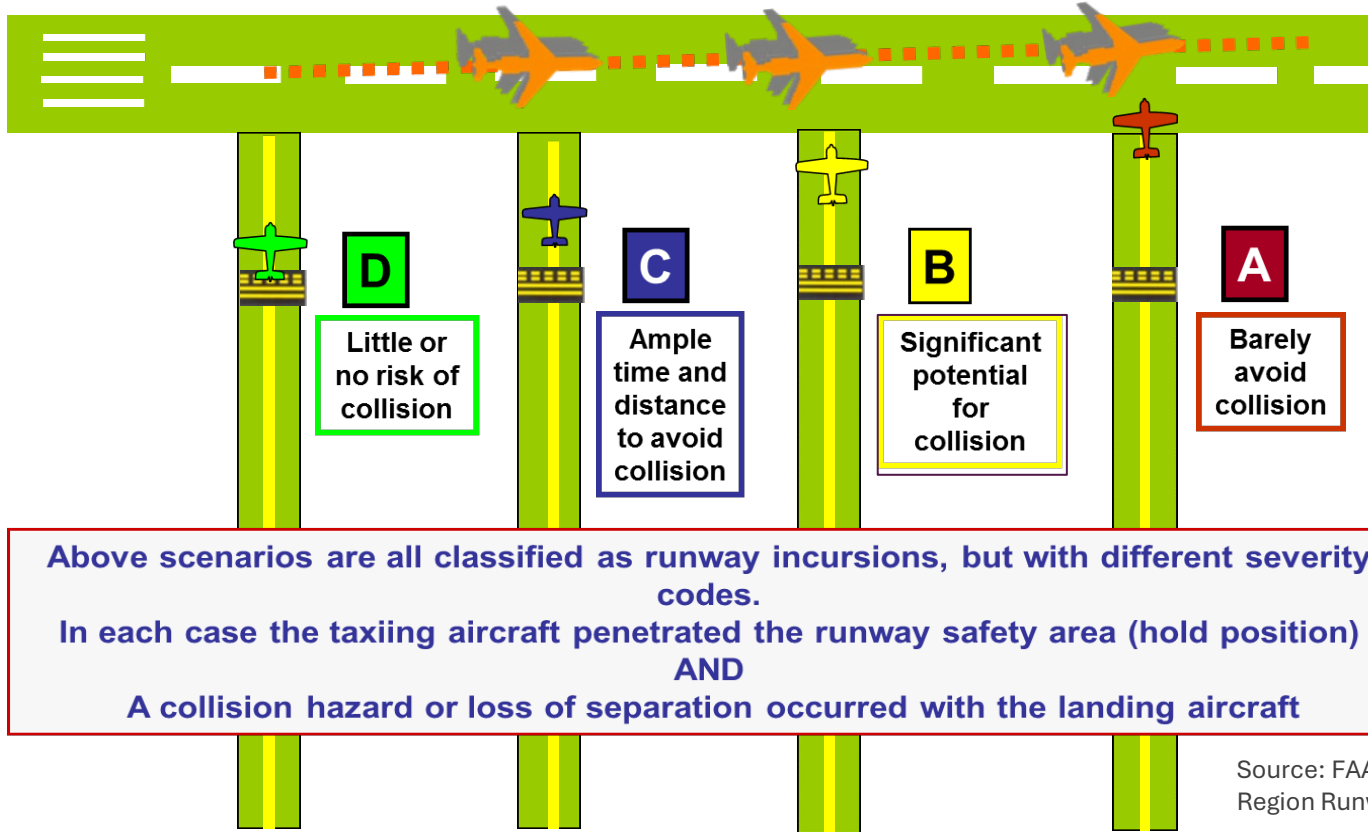 D
Little or
no risk of
collision
C
Ample
time and
distance
to avoid
collision
B
Significant
potential
for
collision
A
Barely
avoid
collision
Above scenarios are all classified as runway incursions, but with different severity
codes.
In each case the taxiing aircraft penetrated the runway safety area (hold position)
AND
A collision hazard or loss of separation occurred with the landing aircraft
Source: FAA
Region